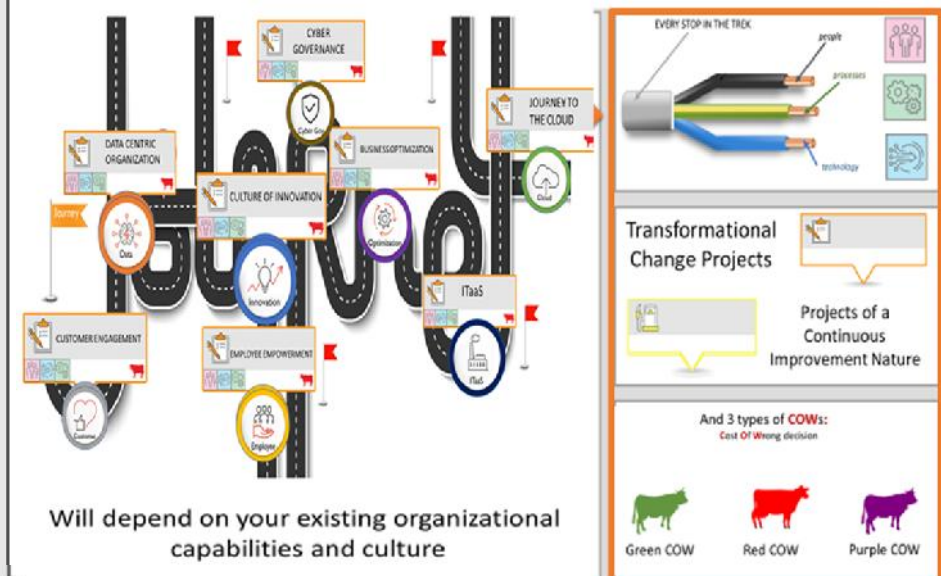 CYBER
GOVERNANCE
Cyber Gov
JOURNEY TO
THE CLOUD
Cloud
DATA CENTRIC
ORGANIZATION
Data
BUSINESS OPTIMIZATION
Optimization
CULTURE OF INNOVATION
Innovation
Journey
ITaaS
ITaaS
CUSTOMER ENGAGEMENT
Customer
EMPLOYEE EMPOWERMENT
Employee
Will depend on your existing organizational
capabilities and culture
EVERY STOP IN THE TREK
people
processes
technology
Transformational
Change Projects
Projects of a
Continuous
Improvement Nature
And 3 types of COWs:
Cost Of Wrong decision
Green COW
Red COW
Purple COW